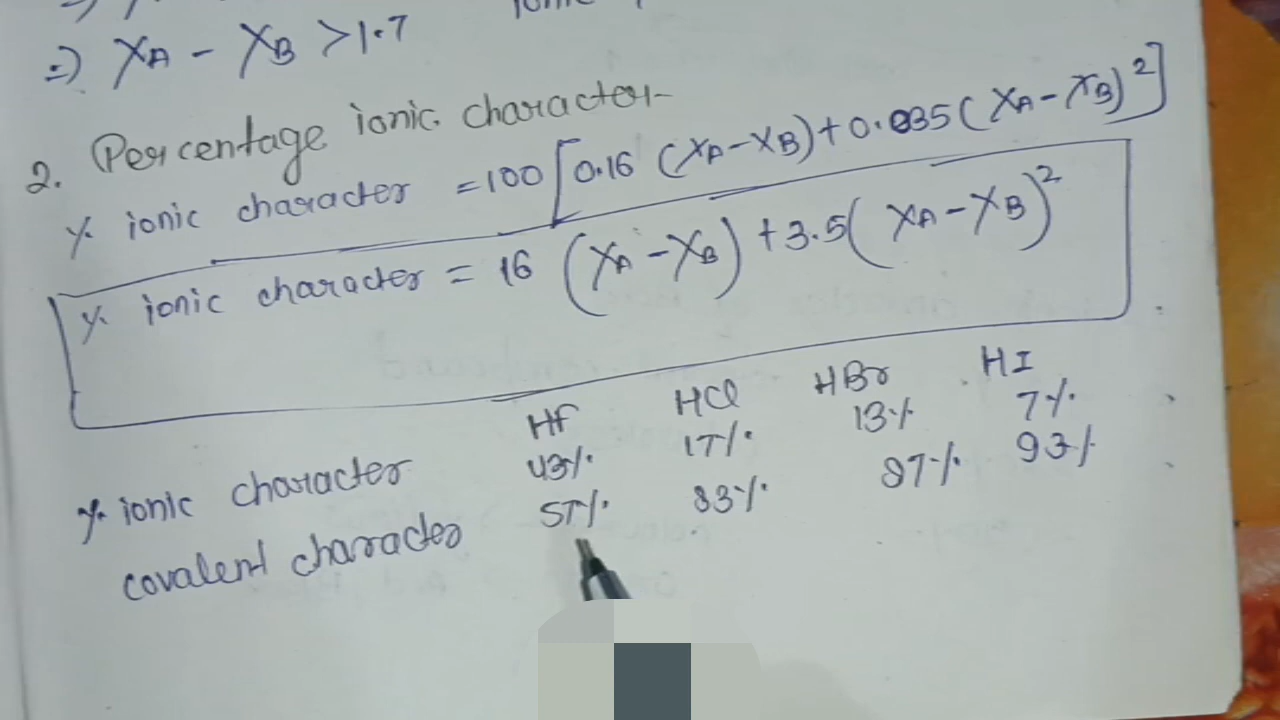 =) XA - XB >1.7
2. Percentage ionic character-
% ionic character =100 [0.16 (XA-XB)+0.035(XA-XB)2]
% ionic character = 16 (XA-XB) +3.5(XA-XB)2
HF HCl HBr HI
% ionic character 43% 17% 13% 7%
covalent character 57% 83% 87% 93%